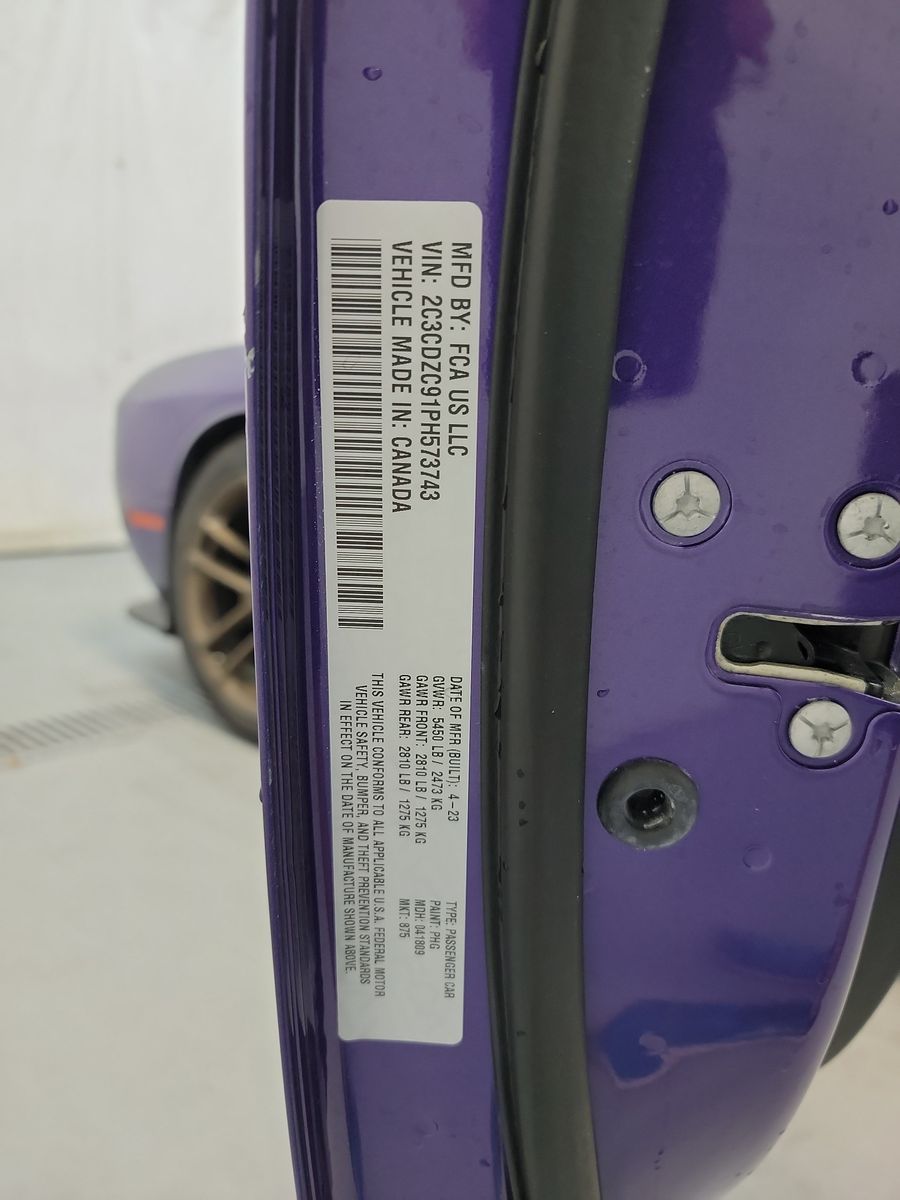 MFD BY: FCA US LLC
VIN: 2C3CDZC91PH573743
VEHICLE MADE IN: CANADA
DATE OF MFR (BUILT): 4-23
GVWR: 5450 LB / 2473 KG
GAWR FRONT: 2810 LB / 1275 KG
GAWR REAR: 2810 LB / 1275 KG
TYPE: PASSENGER CAR
PAINT: PHG
MDH: 041809
MKT: 875
THIS VEHICLE CONFORMS TO ALL APPLICABLE U.S.A. FEDERAL MOTOR
VEHICLE SAFETY, BUMPER, AND THEFT PREVENTION STANDARDS
IN EFFECT ON THE DATE OF MANUFACTURE SHOWN ABOVE.